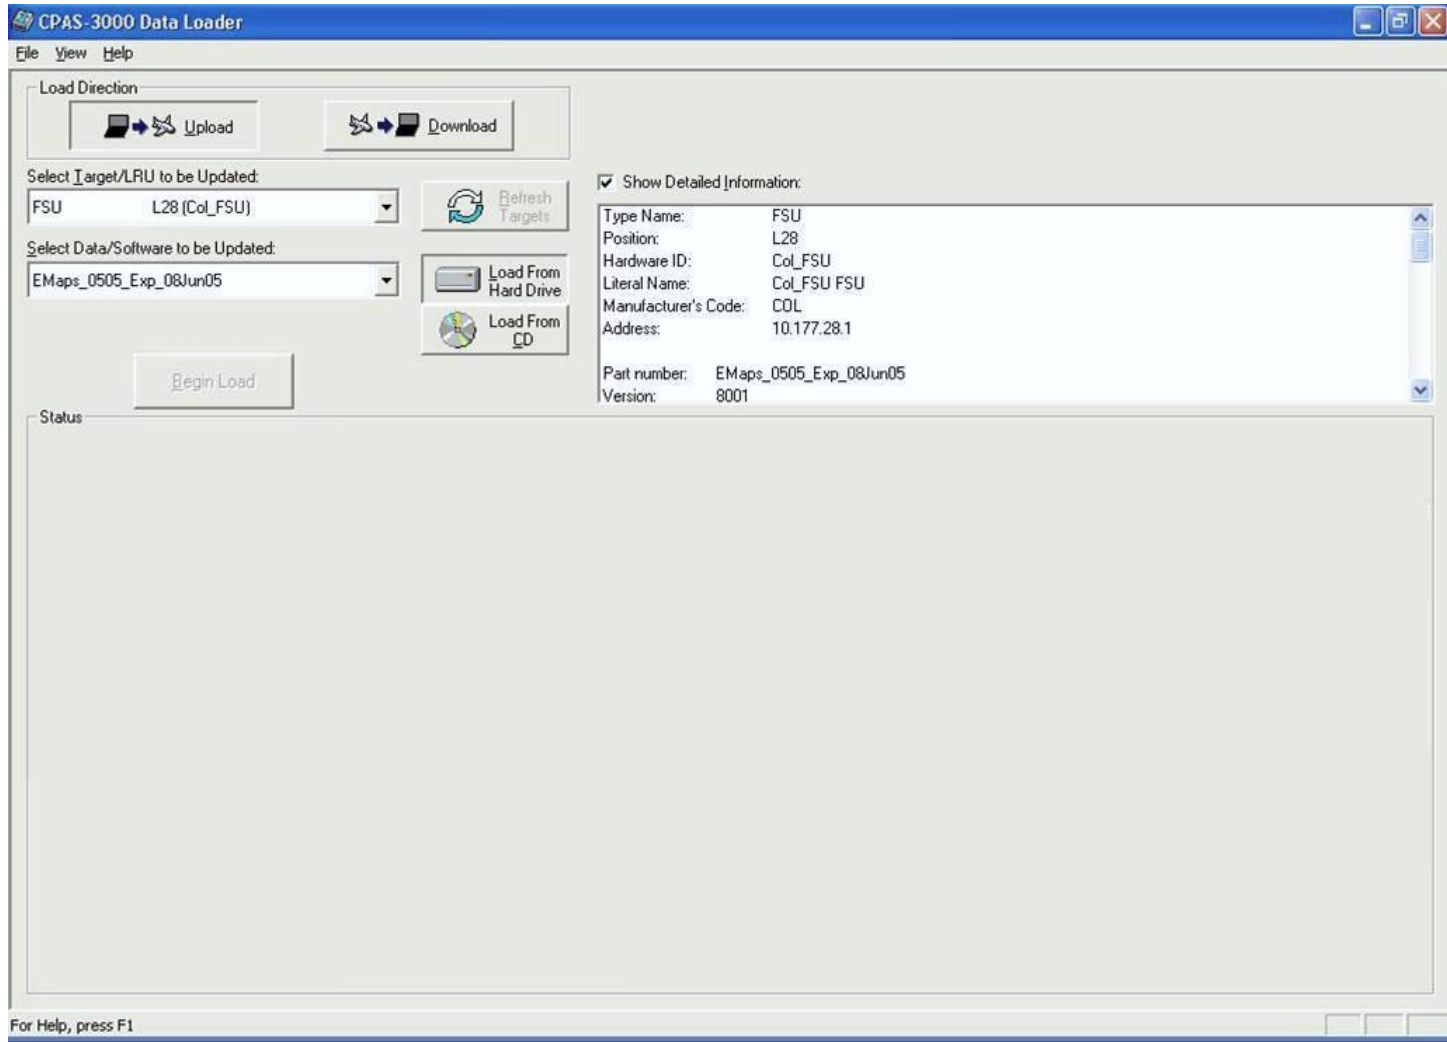 CPAS-3000 Data Loader
File View Help
Load Direction
Upload
Download
Select Target/LRU to be Updated:
FSU L28 (Col_FSU)
Refresh
Targets
Select Data/Software to be Updated:
EMaps_0505_Exp_08Jun05
Load From
Hard Drive
Load From
CD
Begin Load
Show Detailed Information:
Type Name: FSU
Position: L28
Hardware ID: Col_FSU
Literal Name: Col_FSU FSU
Manufacturer's Code: COL
Address: 10.177.28.1
Part number: EMaps_0505_Exp_08Jun05
Version: 8001
Status
For Help, press F1